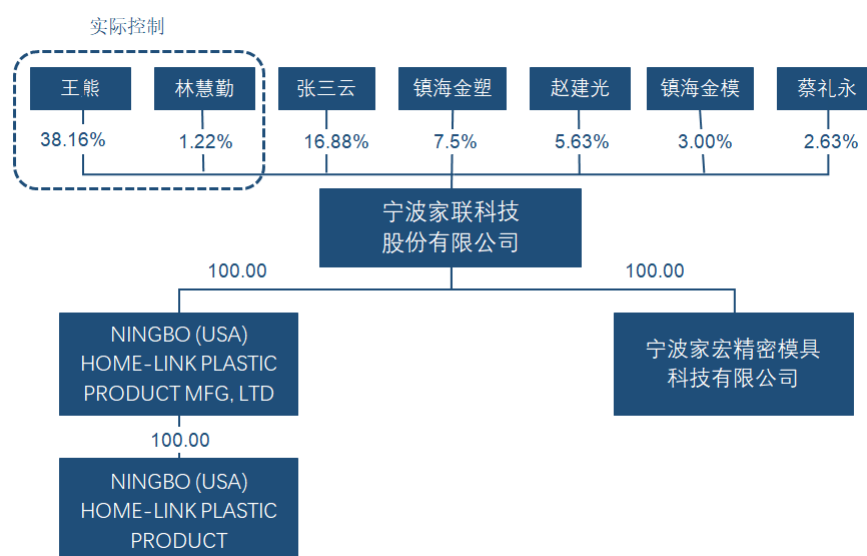 实际控制
王熊
林慧勤
张三云
镇海金塑
赵建光
镇海金模
蔡礼永
38.16%
1.22%
16.88%
7.5%
5.63%
3.00%
2.63%
宁波家联科技
股份有限公司
100.00
100.00
NINGBO (USA)
HOME-LINK PLASTIC
PRODUCT MFG, LTD
宁波家宏精密模具
科技有限公司
100.00
NINGBO (USA)
HOME-LINK PLASTIC
PRODUCT